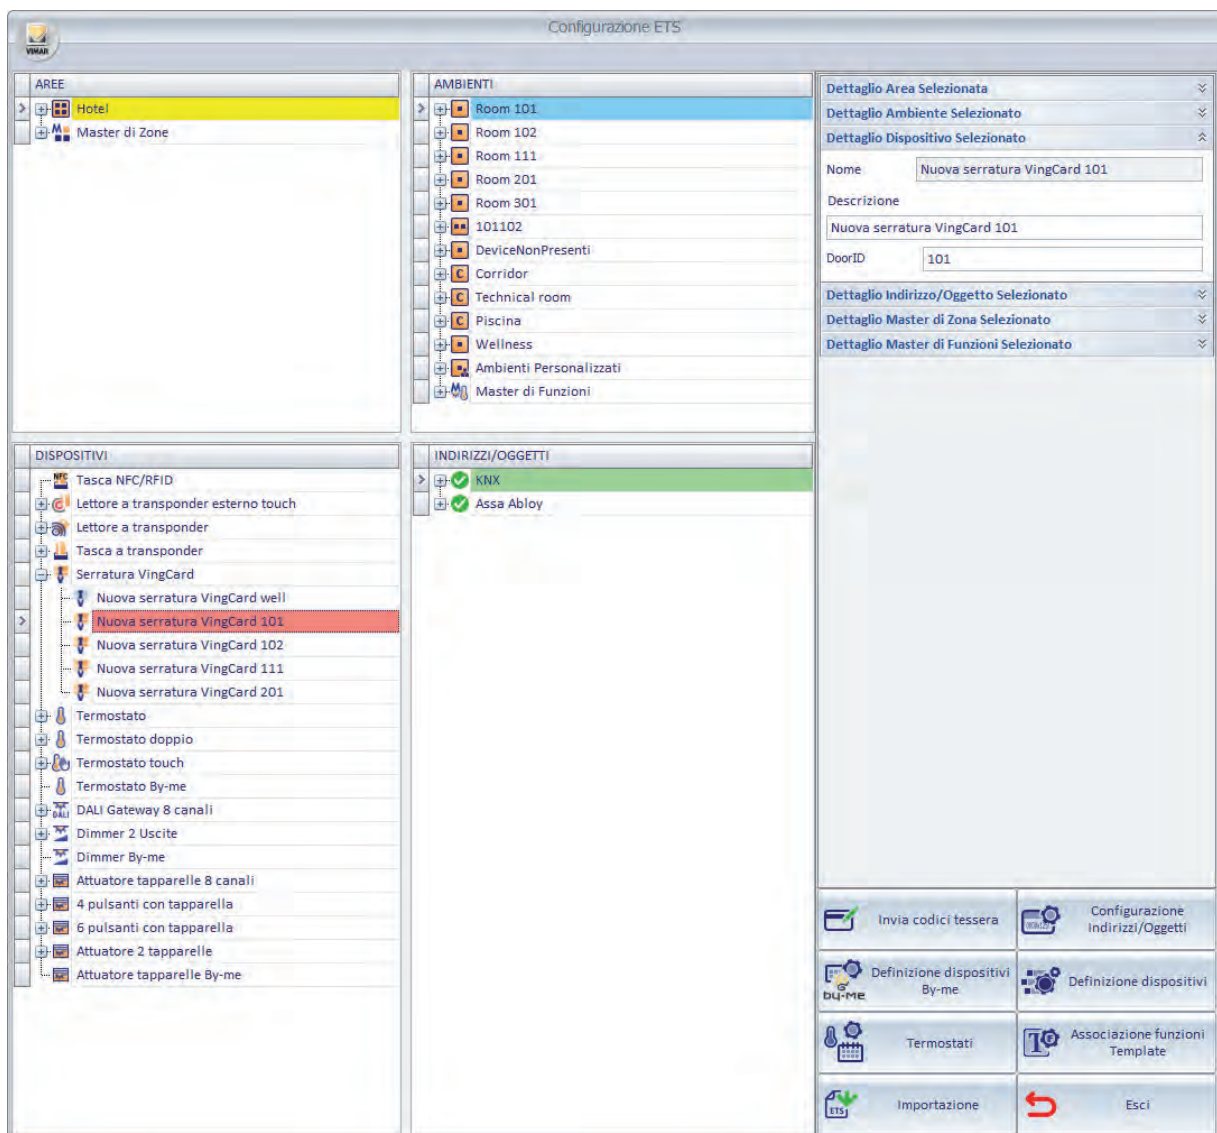 Configurazione ETS
VIMAR
AREE
Hotel
Master di Zone
AMBIENTI
Room 101
Room 102
Room 111
Room 201
Room 301
101102
DeviceNonPresenti
Corridor
Technical room
Piscina
Wellness
Ambienti Personalizzati
Master di Funzioni
Dettaglio Area Selezionata
Dettaglio Ambiente Selezionato
Dettaglio Dispositivo Selezionato
Nome Nuova serratura VingCard 101
Descrizione
Nuova serratura VingCard 101
DoorID 101
Dettaglio Indirizzo/Oggetto Selezionato
Dettaglio Master di Zona Selezionato
Dettaglio Master di Funzioni Selezionato
DISPOSITIVI
NFC Tasca NFC/RFID
Lettore a transponder esterno touch
Lettore a transponder
Tasca a transponder
Serratura VingCard
Nuova serratura VingCard well
Nuova serratura VingCard 101
Nuova serratura VingCard 102
Nuova serratura VingCard 111
Nuova serratura VingCard 201
Termostato
Termostato doppio
Termostato touch
Termostato By-me
DALI DALI Gateway 8 canali
Dimmer 2 Uscite
Dimmer By-me
Attuatore tapparelle 8 canali
4 pulsanti con tapparella
6 pulsanti con tapparella
Attuatore 2 tapparelle
Attuatore tapparelle By-me
INDIRIZZI/OGGETTI
KNX
Assa Abloy
Invia codici tessera
Configurazione
Indirizzi/Oggetti
Definizione dispositivi
By-me
by-me
Definizione dispositivi
Termostati
Associazione funzioni
Template
ETS Importazione
Esci